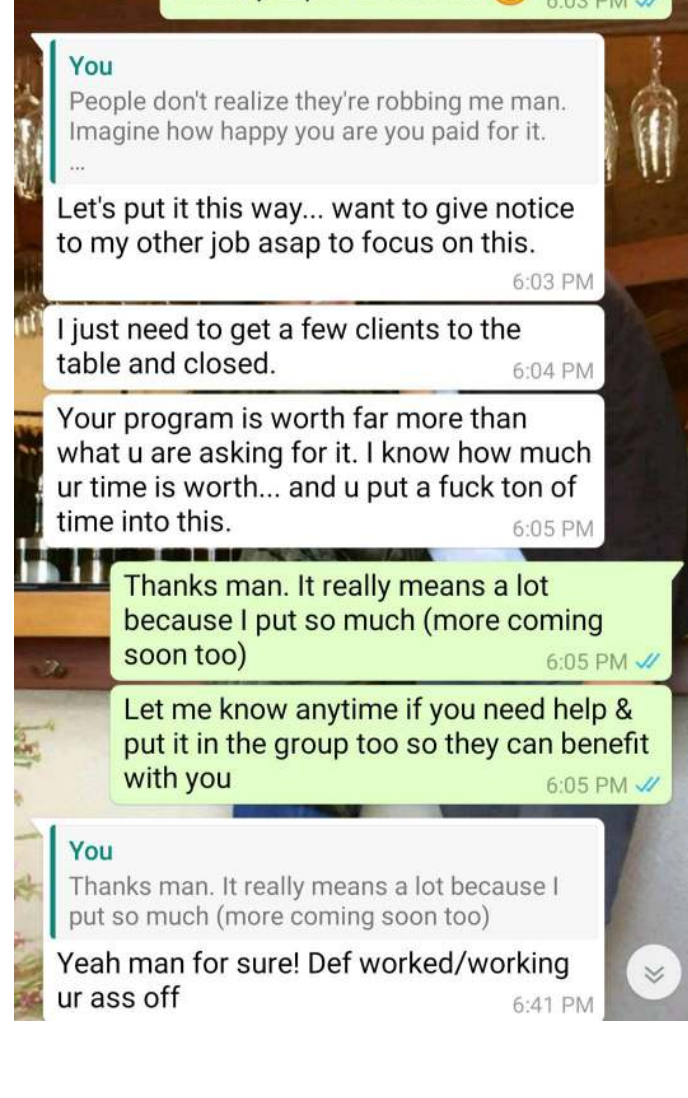 6:03 PM
You
People don't realize they're robbing me man.
Imagine how happy you are you paid for it.
...
Let's put it this way... want to give notice
to my other job asap to focus on this.
6:03 PM
I just need to get a few clients to the
table and closed.
6:04 PM
Your program is worth far more than
what u are asking for it. I know how much
ur time is worth... and u put a fuck ton of
time into this.
6:05 PM
Thanks man. It really means a lot
because I put so much (more coming
soon too)
6:05 PM
Let me know anytime if you need help &
put it in the group too so they can benefit
with you
6:05 PM
You
Thanks man. It really means a lot because I
put so much (more coming soon too)
Yeah man for sure! Def worked/working
ur ass off
6:41 PM